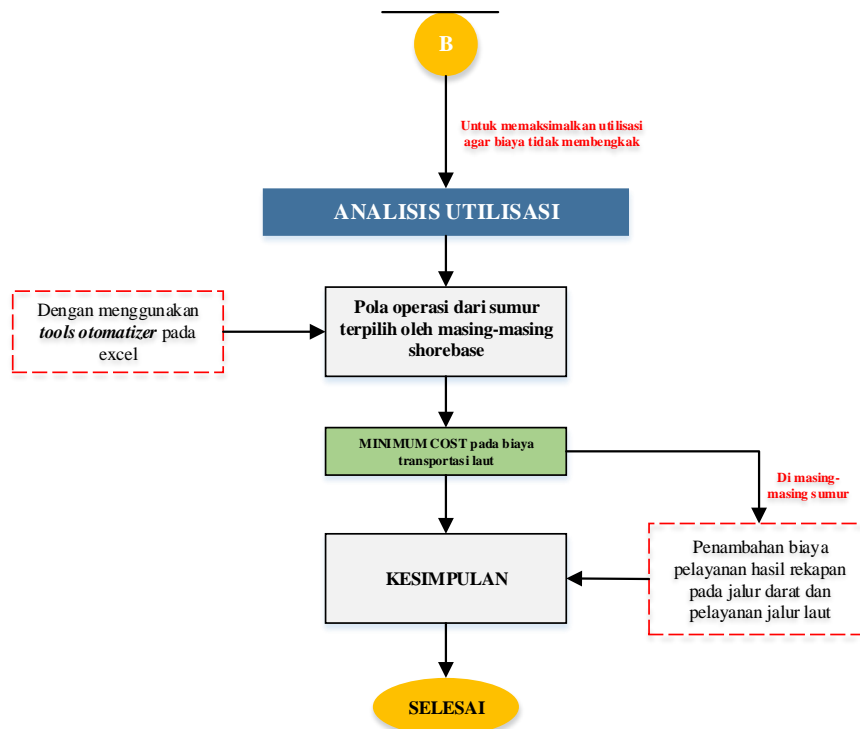 B
Untuk memaksimalkan utilisasi
agar biaya tidak membengkak
ANALISIS UTILISASI
Dengan menggunakan
tools otomatizer pada
excel
Pola operasi dari sumur
terpilih oleh masing-masing
shorebase
MINIMUM COST pada biaya
transportasi laut
Di masing-
masing sumur
Penambahan biaya
pelayanan hasil rekapan
pada jalur darat dan
pelayanan jalur laut
KESIMPULAN
SELESAI